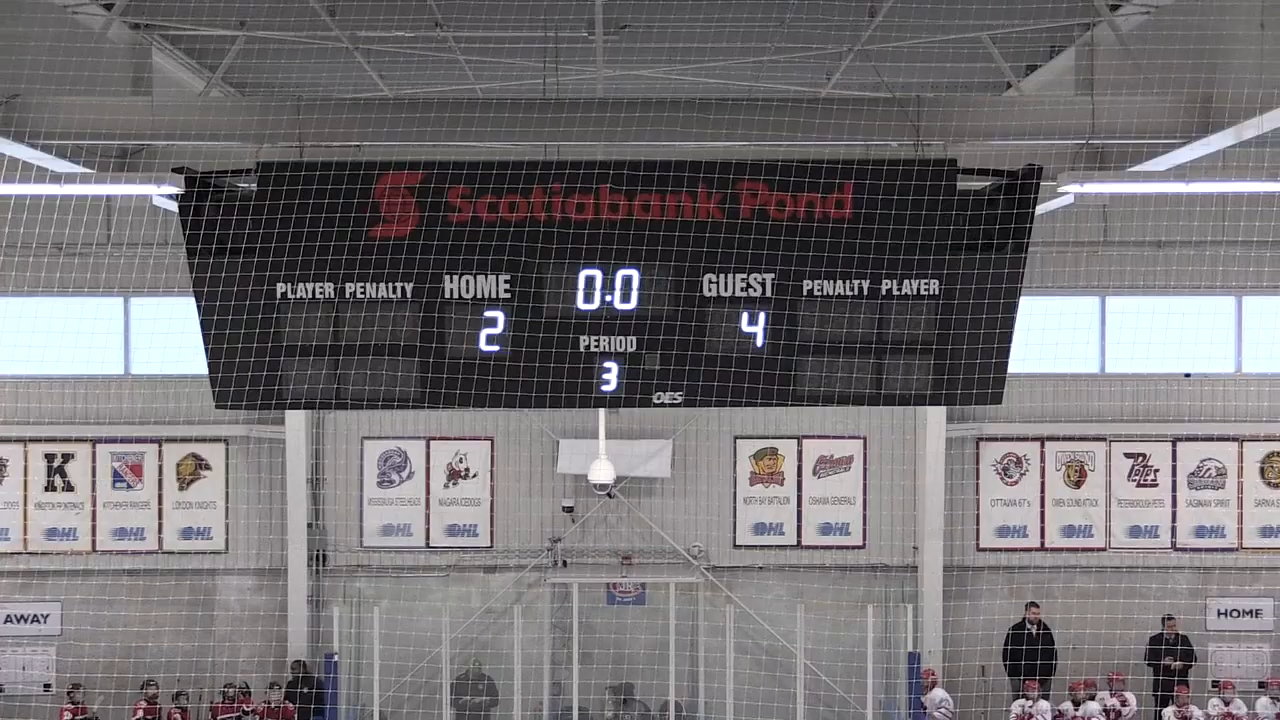 Scotiabank Pond
PLAYER PENALTY HOME 0.0 GUEST PENALTY PLAYER
2 4
PERIOD
3
OES
K
KITCHENER RANGERS
LONDON KNIGHTS
OHL
OHL
OHL
MISSISSAUGA STEELHEADS
OHL
NIAGARA ICEDOGS
OHL
NORTH BAY BATTALION
OHL
OSHAWA GENERALS
OHL
OTTAWA 67's
OHL
OWEN SOUND ATTACK
OHL
Petes
PETERBOROUGH PETES
OHL
SAGINAW SPIRIT
OHL
AWAY
HOME